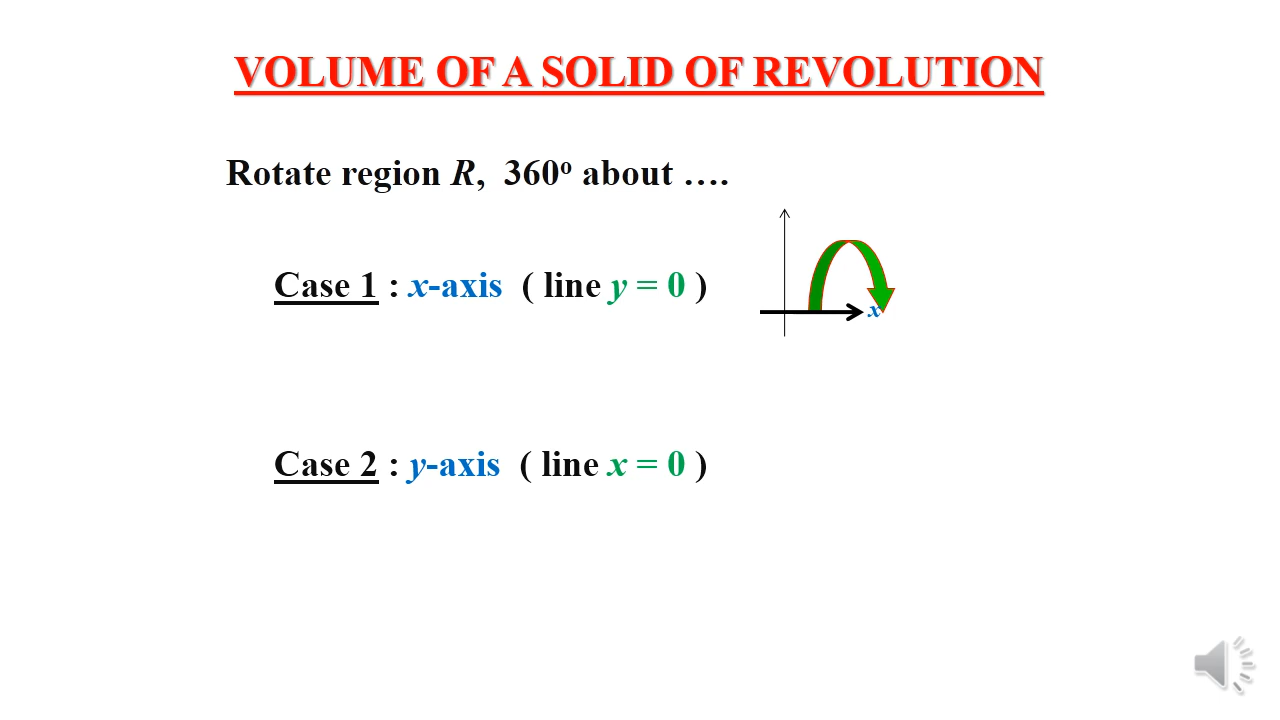 VOLUME OF A SOLID OF REVOLUTION
Rotate region R, 360º about ….
Case 1 : x-axis ( line y = 0 )
x
Case 2 : y-axis ( line x = 0 )